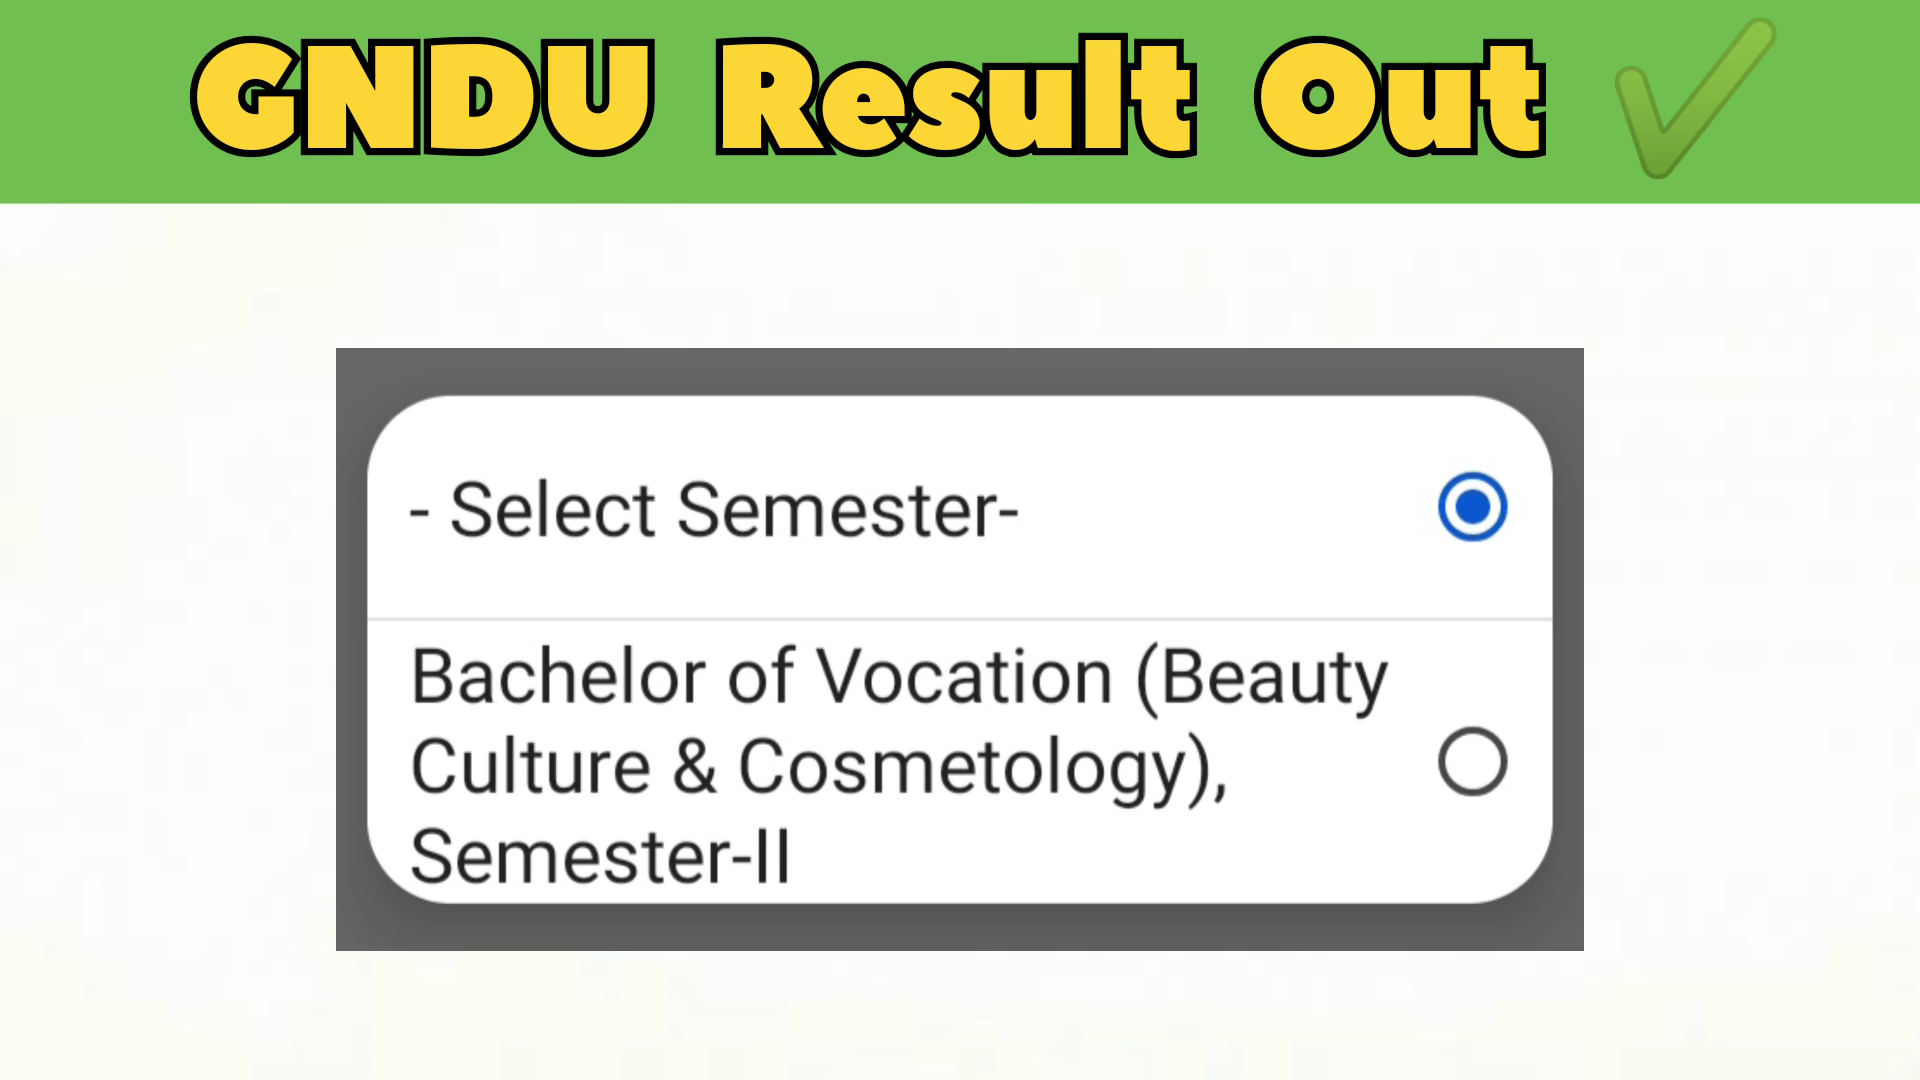 GNDU Result Out
- Select Semester-
Bachelor of Vocation (Beauty
Culture & Cosmetology),
Semester-II